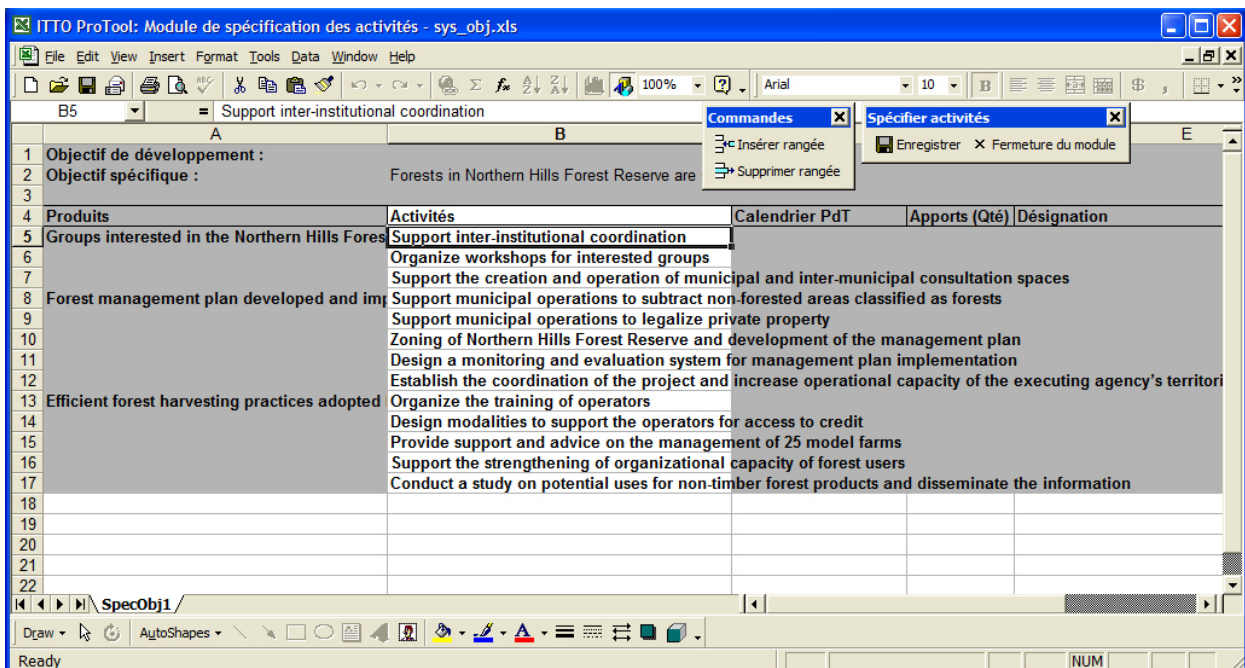 ITTO ProTool: Module de spécification des activités - sys_obj.xls
File Edit View Insert Format Tools Data Window Help
100% Arial 10 B $ ,
B5 = Support inter-institutional coordination
Commandes
Insérer rangée
Supprimer rangée
Spécifier activités
Enregistrer Fermeture du module
A B E
1 Objectif de développement :
2 Objectif spécifique : Forests in Northern Hills Forest Reserve are
3
4 Produits Activités Calendrier PdT Apports (Qté) Désignation
5 Groups interested in the Northern Hills Fores Support inter-institutional coordination
6 Organize workshops for interested groups
7 Support the creation and operation of municipal and inter-municipal consultation spaces
8 Forest management plan developed and imp Support municipal operations to subtract non-forested areas classified as forests
9 Support municipal operations to legalize private property
10 Zoning of Northern Hills Forest Reserve and development of the management plan
11 Design a monitoring and evaluation system for management plan implementation
12 Establish the coordination of the project and increase operational capacity of the executing agency's territori
13 Efficient forest harvesting practices adopted Organize the training of operators
14 Design modalities to support the operators for access to credit
15 Provide support and advice on the management of 25 model farms
16 Support the strengthening of organizational capacity of forest users
17 Conduct a study on potential uses for non-timber forest products and disseminate the information
18
19
20
21
22
SpecObj1
Draw AutoShapes
Ready NUM